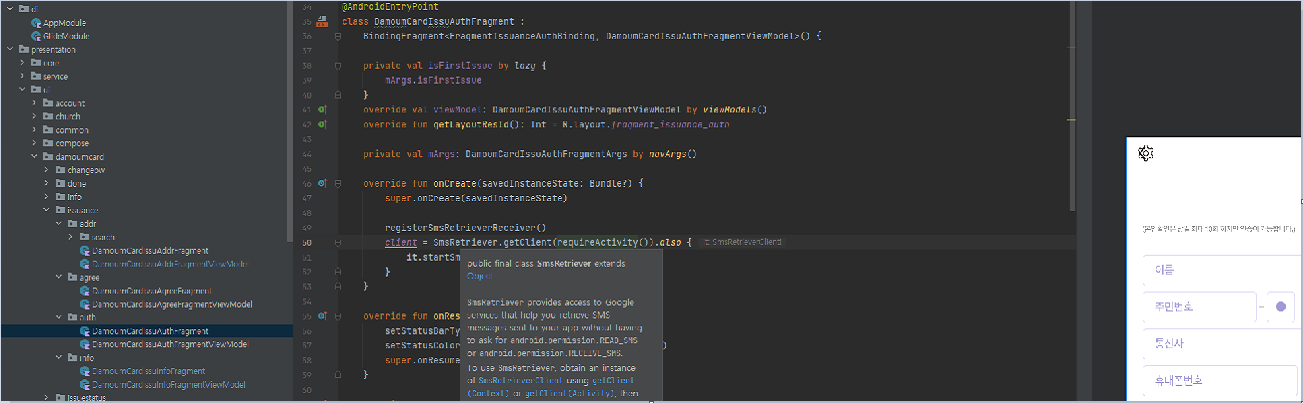 di
AppModule
GlideModule
presentation
core
service
ui
account
church
common
compose
damoumcard
changepw
done
info
issuance
addr
search
DamoumCardIssuAddrFragment
DamoumCardIssuAddrFragmentViewModel
agree
DamoumCardIssuAgreeFragment
DamoumCardIssuAgreeFragmentViewModel
auth
DamoumCardIssuAuthFragment
DamoumCardIssuAuthFragmentViewModel
info
DamoumCardIssuInfoFragment
DamoumCardIssuInfoFragmentViewModel
issuestatus
34 @AndroidEntryPoint
35 class DamoumCardIssuAuthFragment :
36 BindingFragment<FragmentIssuanceAuthBinding, DamoumCardIssuAuthFragmentViewModel>() {
37
38 private val isFirstIssue by lazy {
39 mArgs.isFirstIssue
40 }
41 override val viewModel: DamoumCardIssuAuthFragmentViewModel by viewModels()
42 override fun getLayoutResId(): Int = R.layout.fragment_issuance_auth
43
44 private val mArgs: DamoumCardIssuAuthFragmentArgs by navArgs()
45
46 override fun onCreate(savedInstanceState: Bundle?) {
47 super.onCreate(savedInstanceState)
48
49 registerSmsRetrieverReceiver()
50 client = SmsRetriever.getClient(requireActivity()).also { it: SmsRetrieverClient
51 it.startSm
52 }
53 }
54
55 override fun onRes
56 setStatusBarTy
57 setStatusColor )
58 super.onResume
59 }
60
public final class SmsRetriever extends
Object
SmsRetriever provides access to Google
services that help you retrieve SMS
messages sent to your app without having
to ask for android.permission.READ_SMS
or android.permission.RECEIVE_SMS.
To use SmsRetriever, obtain an instance
of SmsRetrieverClient using getClient
(Context) or getClient(Activity), then
이름
주민번호 -
통신사
휴대폰번호